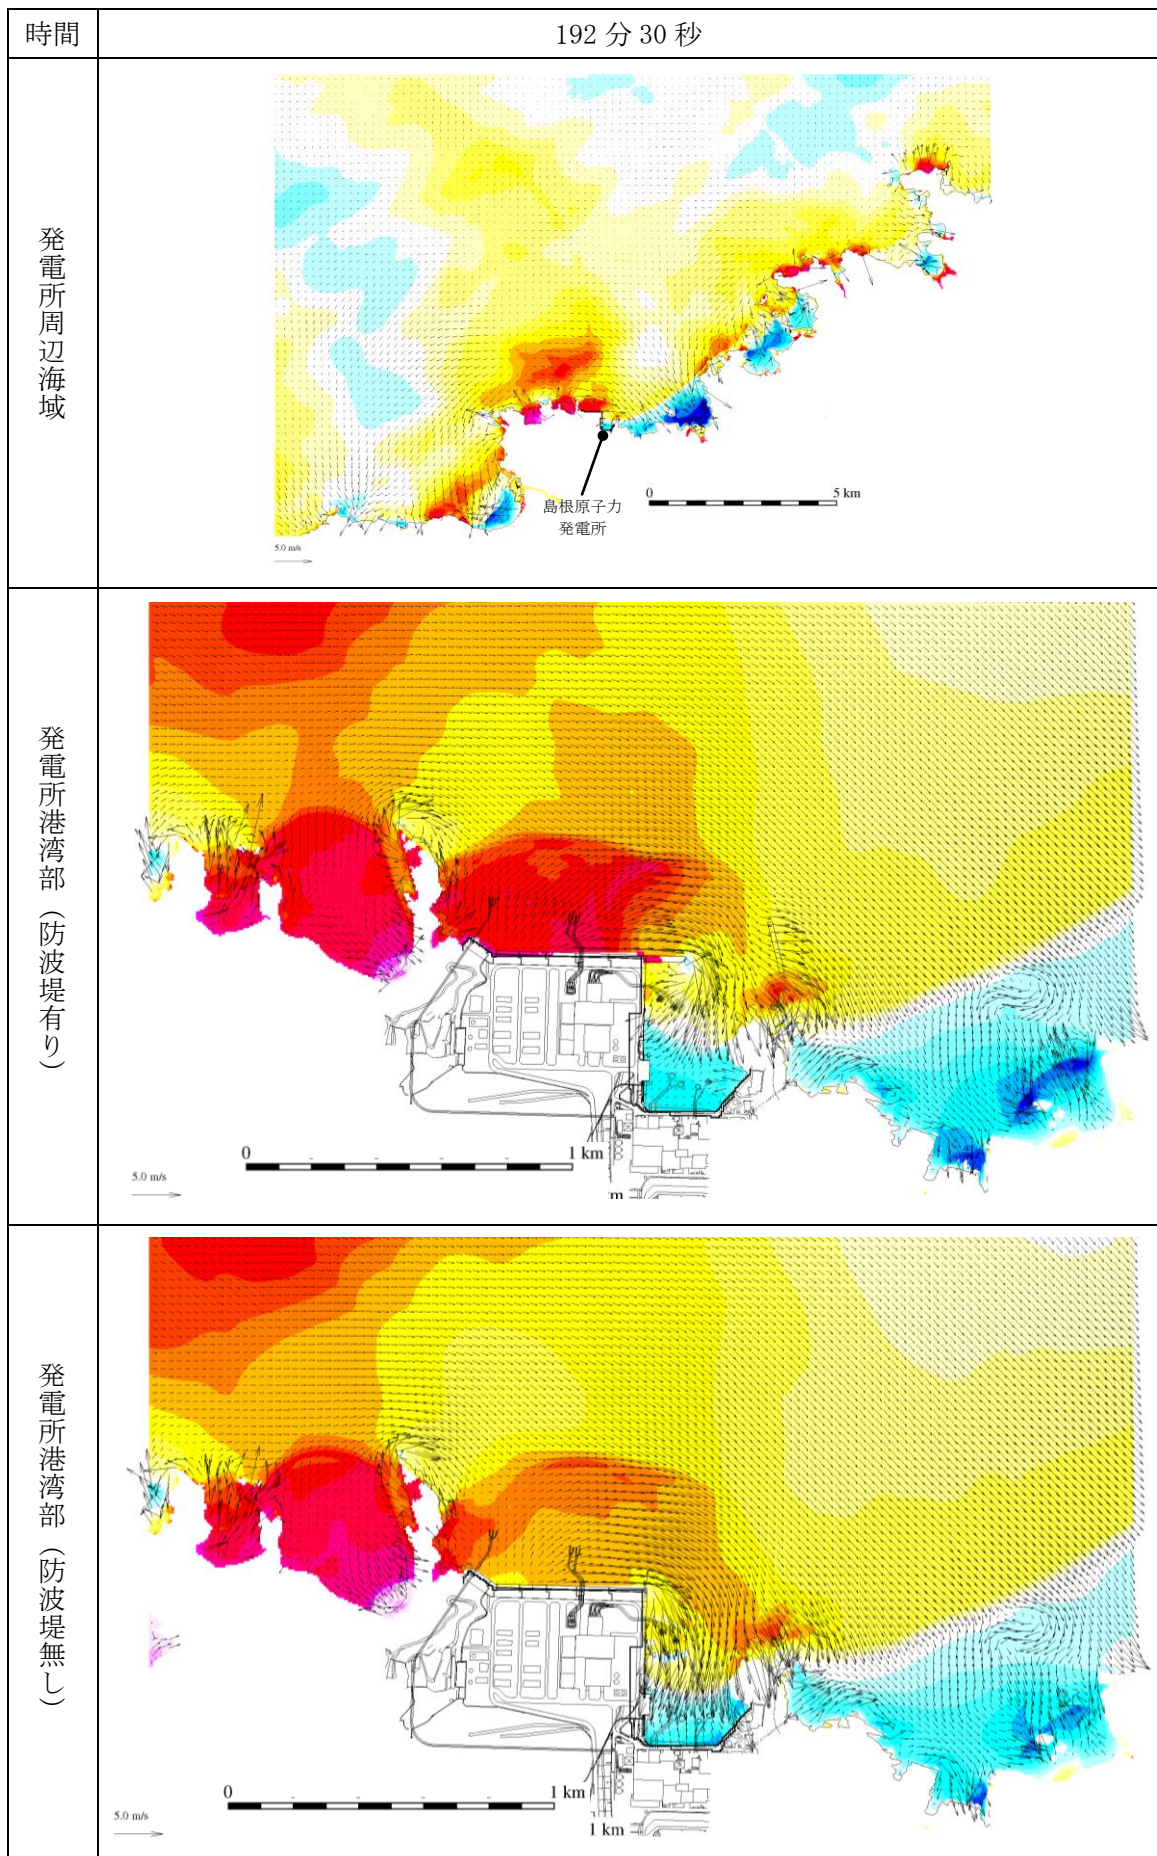 時間
192 分 30 秒
発電所周辺海域
島根原子力
発電所
0
5 km
5.0 m/s
発電所港湾部（防波堤有り）
0
1 km
5.0 m/s
m
発電所港湾部（防波堤無し）
0
1 km
5.0 m/s
1 km